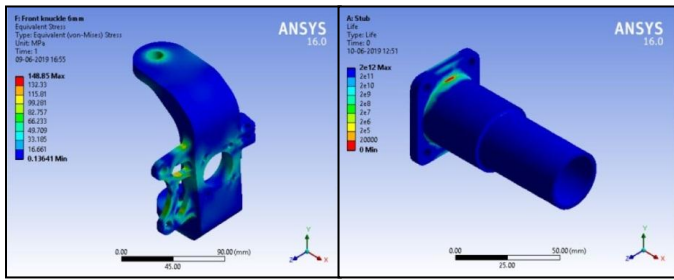 F: Front knuckle 6mm
Equivalent Stress
Type: Equivalent (von-Mises) Stress
Unit: MPa
Time: 1
09-06-2019 16:55
ANSYS
16.0
148.85 Max
132.33
115.81
99.281
82.757
66.233
49.709
33.185
16.661
0.13641 Min
0.00
90.00 (mm)
45.00
Y
Z
X
A: Stub
Life
Type: Life
Time: 0
10-06-2019 12:51
ANSYS
16.0
2e12 Max
2e11
2e10
2e9
2e8
2e7
2e6
2e5
20000
0 Min
0.00
50.00 (mm)
25.00
Y
Z
X